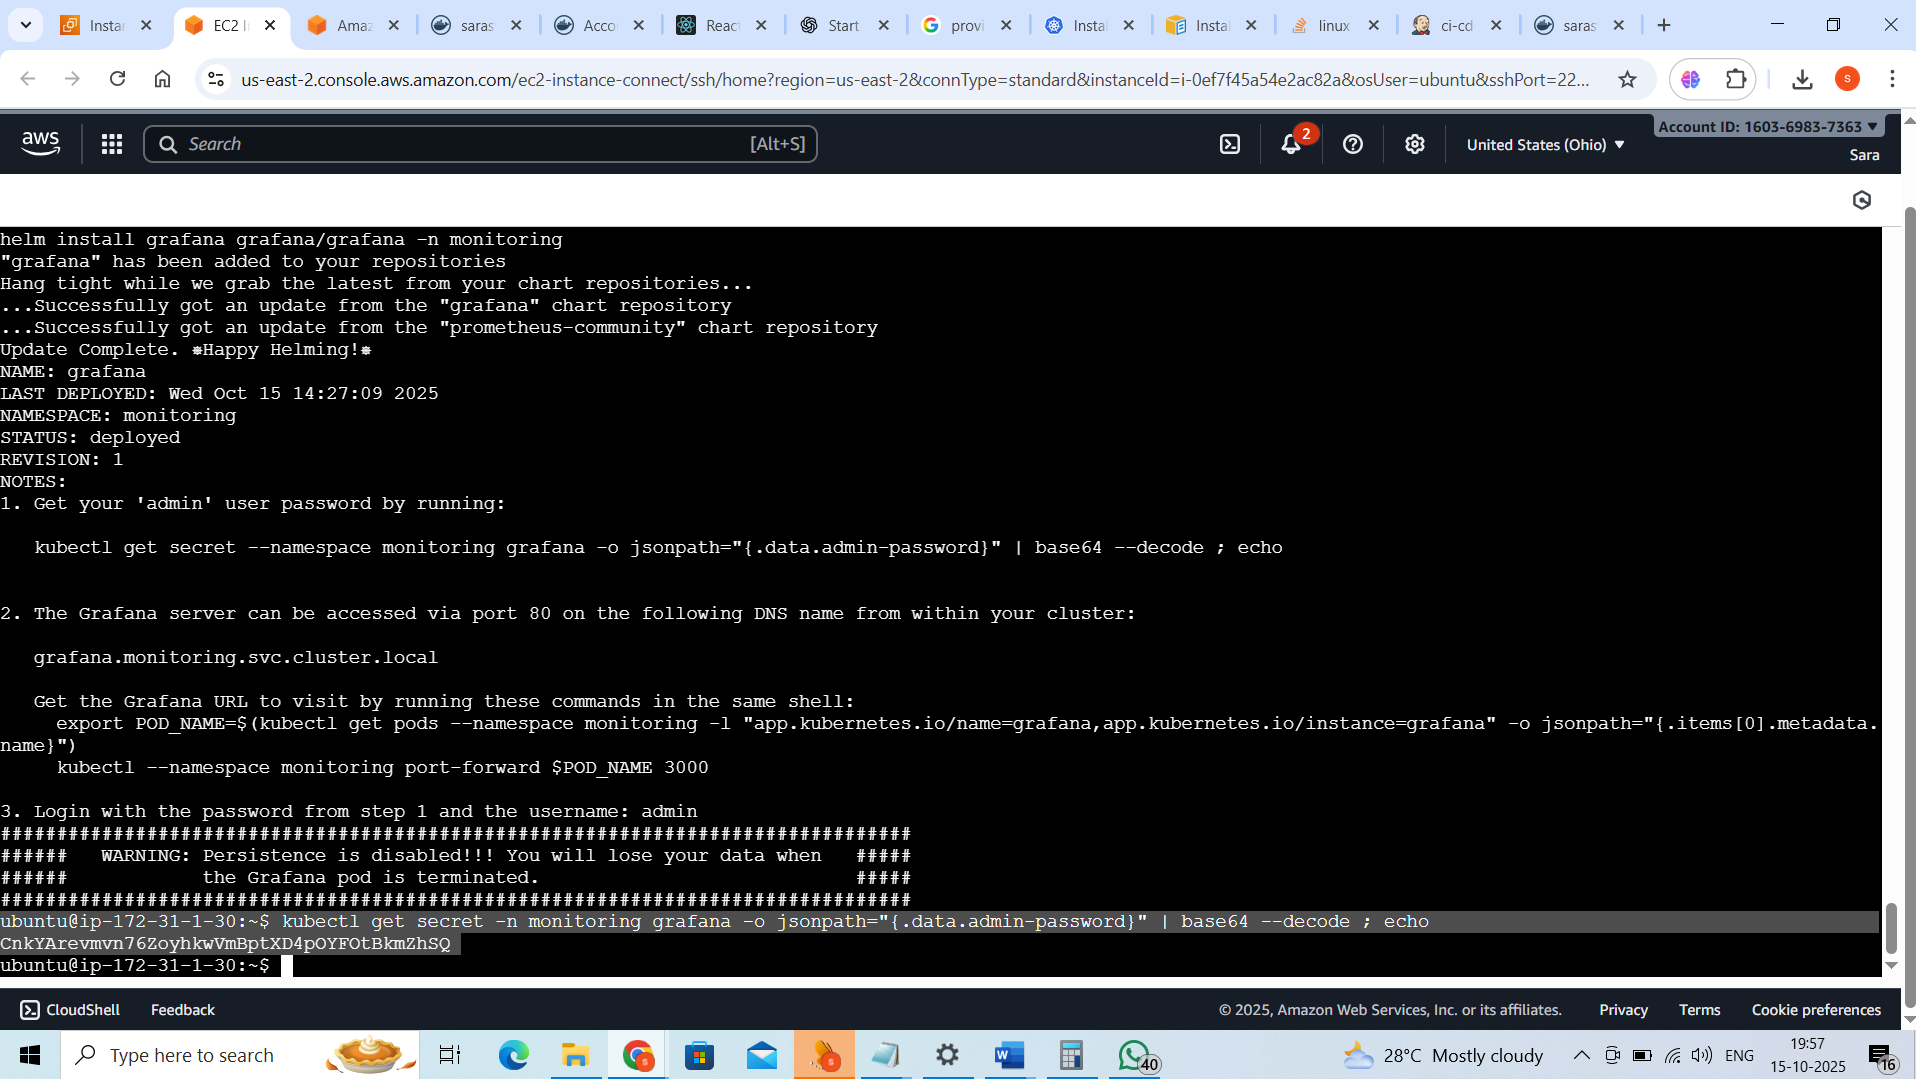 Instar
EC2 I
Amaz
saras
Acco
React
Start
provi
Instal
Instal
linux
ci-cd
saras
us-east-2.console.aws.amazon.com/ec2-instance-connect/ssh/home?region=us-east-2&connType=standard&instanceId=i-0ef7f45a54e2ac82a&osUser=ubuntu&sshPort=22...
S
aws
Search
[Alt+S]
2
United States (Ohio)
Account ID: 1603-6983-7363
Sara
helm install grafana grafana/grafana -n monitoring
"grafana" has been added to your repositories
Hang tight while we grab the latest from your chart repositories...
...Successfully got an update from the "grafana" chart repository
...Successfully got an update from the "prometheus-community" chart repository
Update Complete. ⎈Happy Helming!⎈
NAME: grafana
LAST DEPLOYED: Wed Oct 15 14:27:09 2025
NAMESPACE: monitoring
STATUS: deployed
REVISION: 1
NOTES:
1. Get your 'admin' user password by running:
kubectl get secret --namespace monitoring grafana -o jsonpath="{.data.admin-password}" | base64 --decode ; echo
2. The Grafana server can be accessed via port 80 on the following DNS name from within your cluster:
grafana.monitoring.svc.cluster.local
Get the Grafana URL to visit by running these commands in the same shell:
export POD_NAME=$(kubectl get pods --namespace monitoring -l "app.kubernetes.io/name=grafana,app.kubernetes.io/instance=grafana" -o jsonpath="{.items[0].metadata.
name}")
kubectl --namespace monitoring port-forward $POD_NAME 3000
3. Login with the password from step 1 and the username: admin
#################################################################################
###### WARNING: Persistence is disabled!!! You will lose your data when #####
###### the Grafana pod is terminated. #####
#################################################################################
ubuntu@ip-172-31-1-30:~$ kubectl get secret -n monitoring grafana -o jsonpath="{.data.admin-password}" | base64 --decode ; echo
CnkYArevmvn76ZoyhkwVmBptXD4pOYFOtBkmZhSQ
ubuntu@ip-172-31-1-30:~$
CloudShell
Feedback
© 2025, Amazon Web Services, Inc. or its affiliates.
Privacy
Terms
Cookie preferences
Type here to search
S
S
40
28°C Mostly cloudy
ENG
19:57
15-10-2025
16